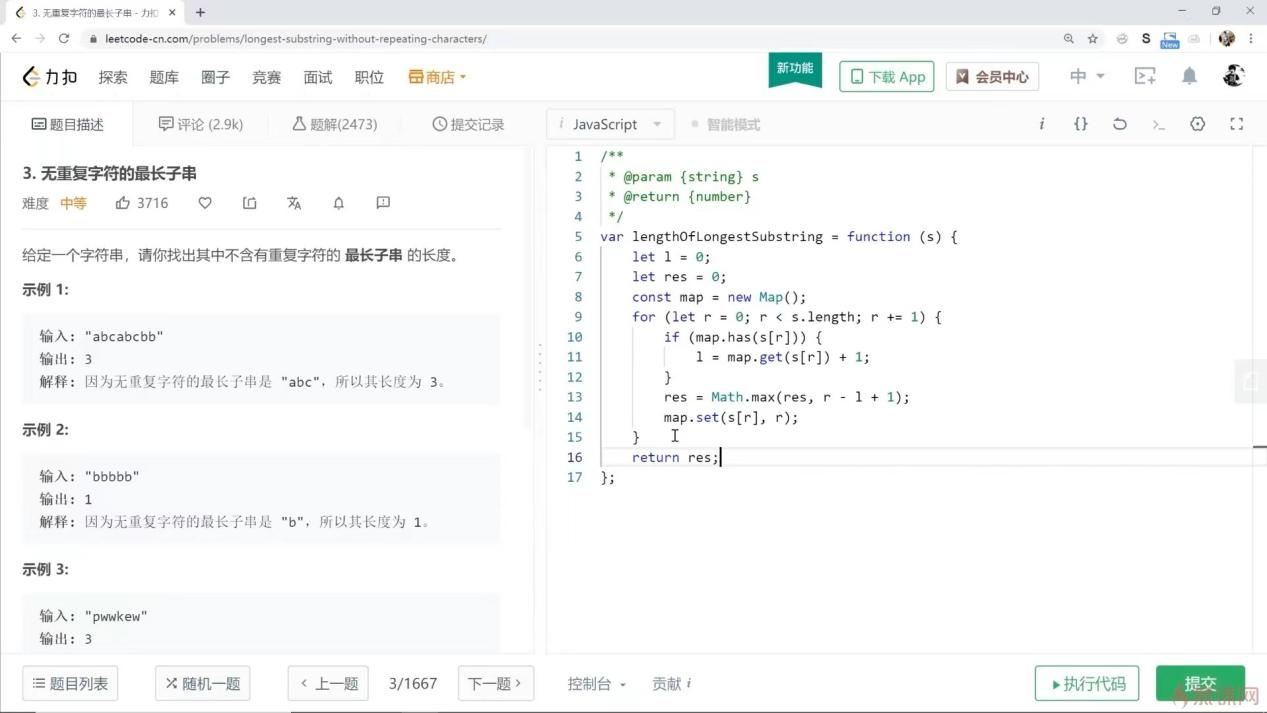 3. 无重复字符的最长子串 - 力扣
leetcode-cn.com/problems/longest-substring-without-repeating-characters/
New
力扣 探索 题库 圈子 竞赛 面试 职位 商店 新功能 下载 App 会员中心 中
题目描述 评论 (2.9k) 题解(2473) 提交记录 i JavaScript 智能模式 i {}
3. 无重复字符的最长子串
难度 中等 3716
给定一个字符串，请你找出其中不含有重复字符的 最长子串 的长度。
示例 1:
输入: "abcabcbb"
输出: 3
解释: 因为无重复字符的最长子串是 "abc"，所以其长度为 3。
示例 2:
输入: "bbbbb"
输出: 1
解释: 因为无重复字符的最长子串是 "b"，所以其长度为 1。
示例 3:
输入: "pwwkew"
输出: 3
1 /**
2 * @param {string} s
3 * @return {number}
4 */
5 var lengthOfLongestSubstring = function (s) {
6 let l = 0;
7 let res = 0;
8 const map = new Map();
9 for (let r = 0; r < s.length; r += 1) {
10 if (map.has(s[r])) {
11 l = map.get(s[r]) + 1;
12 }
13 res = Math.max(res, r - l + 1);
14 map.set(s[r], r);
15 }
16 return res;
17 };
题目列表 随机一题 上一题 3/1667 下一题 控制台 贡献 i 执行代码 提交
慕课网